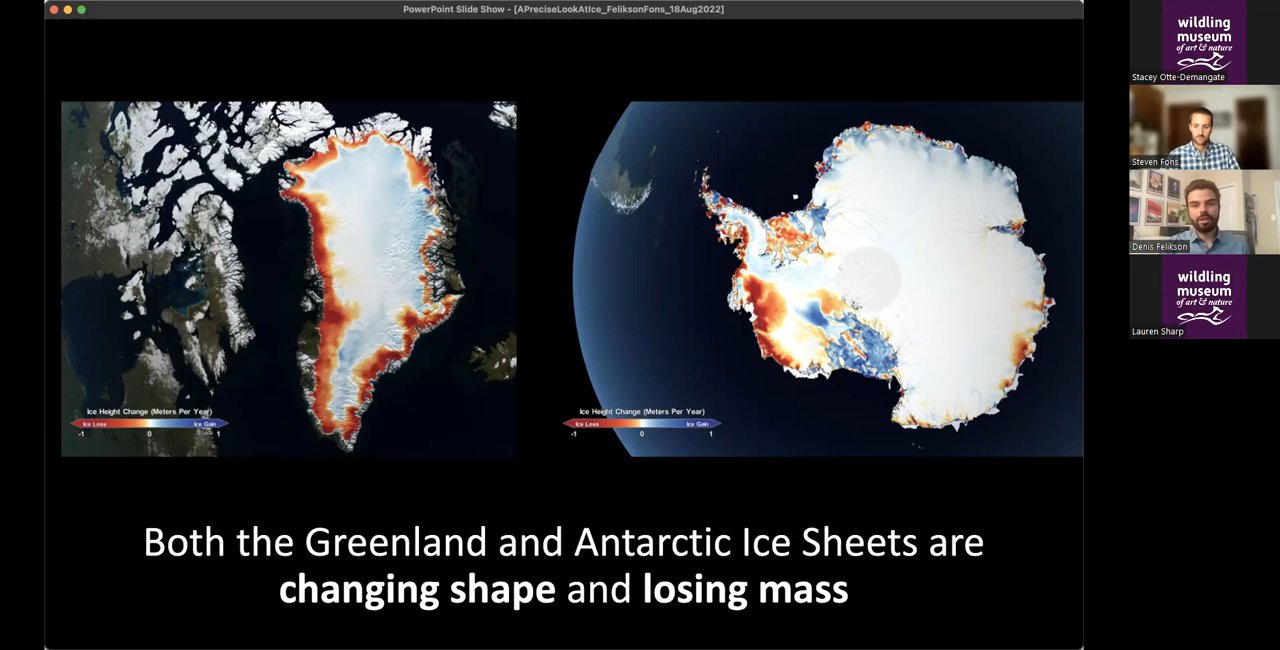 PowerPoint Slide Show - [APreciseLookAtIce_FeliksonFons_18Aug2022]
Ice Height Change (Meters Per Year)
Ice Loss Ice Gain
-1 0 1
Ice Height Change (Meters Per Year)
Ice Loss Ice Gain
-1 0 1
Both the Greenland and Antarctic Ice Sheets are
changing shape and losing mass
wildling
museum
of art & nature
Stacey Otte-Demangate
Steven Fons
Denis Felikson
wildling
museum
of art & nature
Lauren Sharp